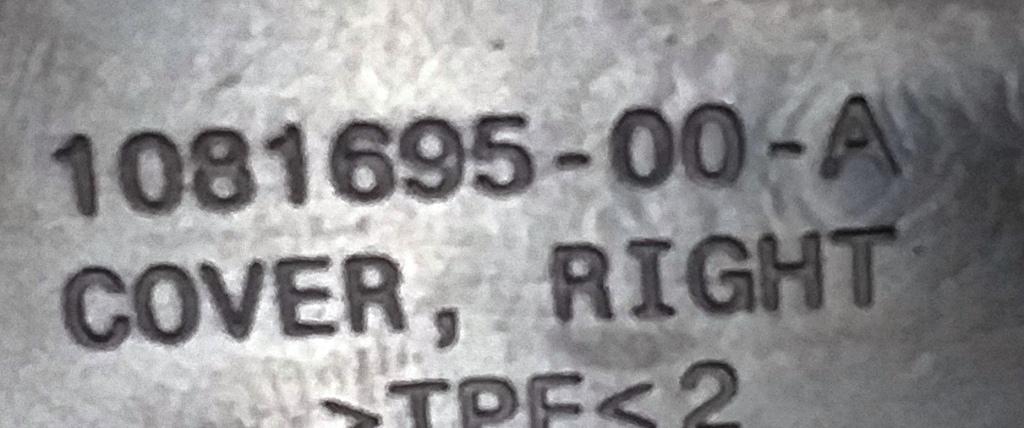 1081695-00-A
COVER, RIGHT
>TPE<2